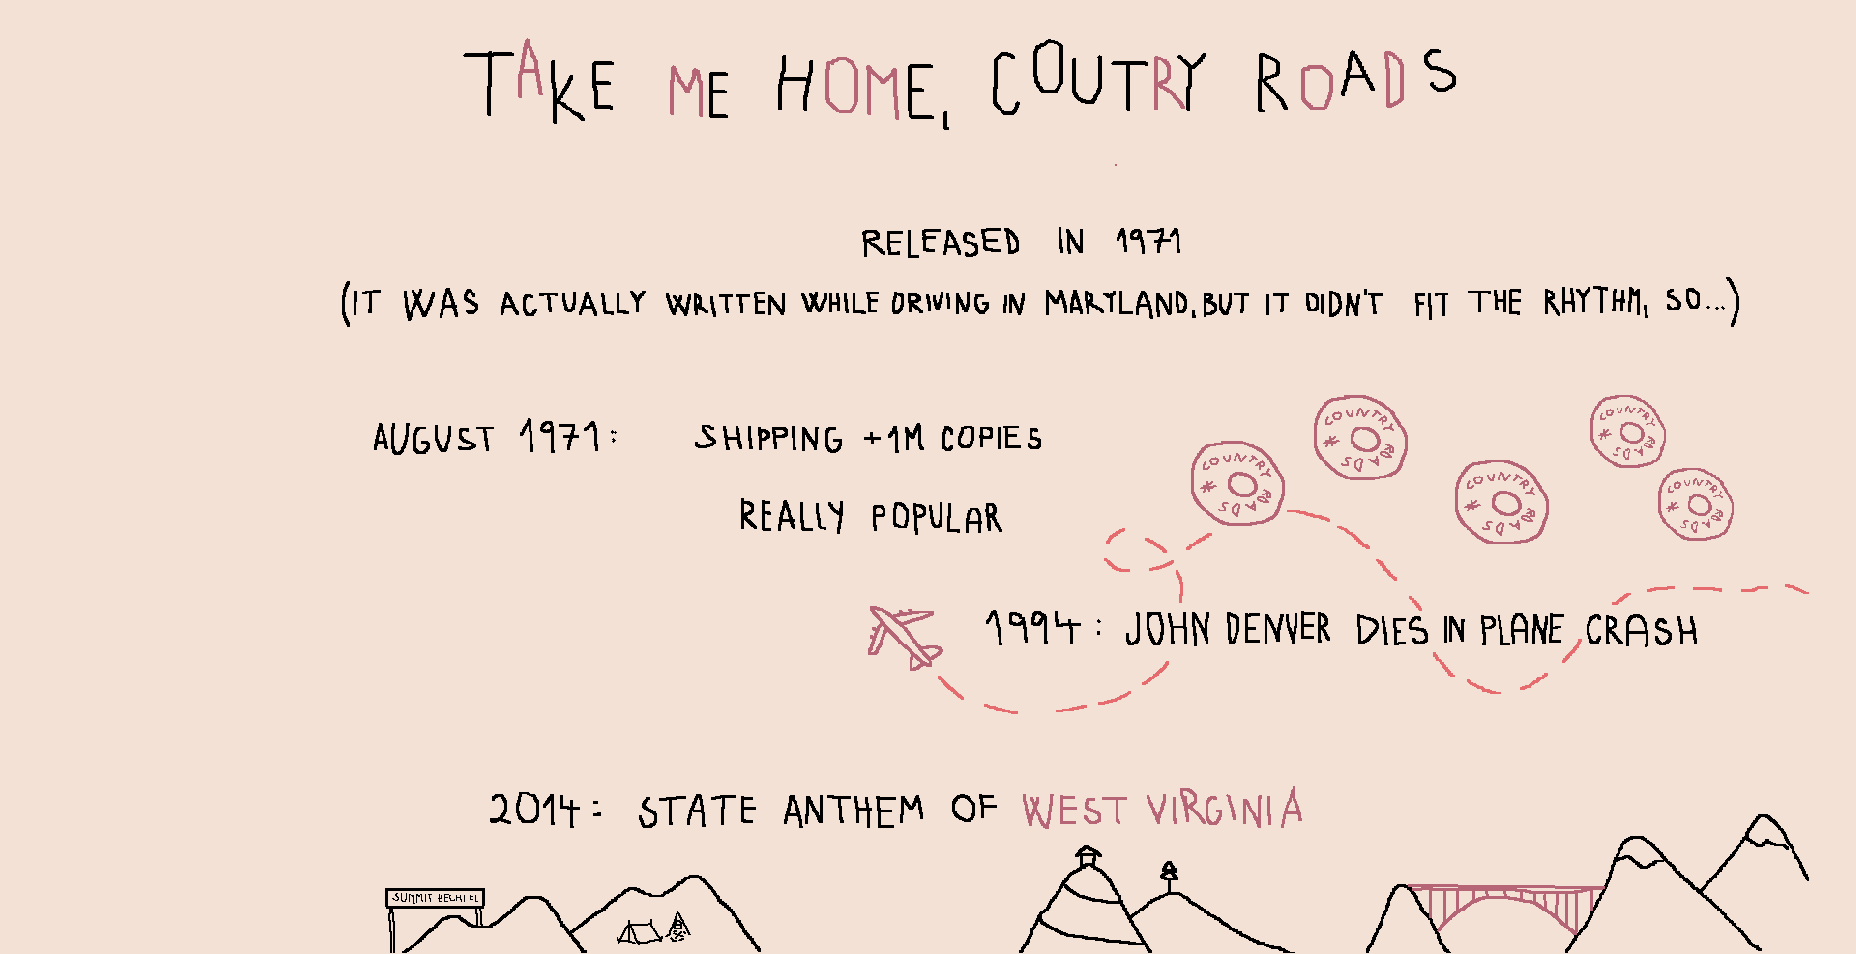 TAKE ME HOME, COUTRY ROADS
RELEASED IN 1971
(IT WAS ACTUALLY WRITTEN WHILE DRIVING IN MARYLAND, BUT IT DIDN'T FIT THE RHYTHM, SO...)
AUGUST 1971: SHIPPING +1M COPIES
REALLY POPULAR
COUNTRY ROADS *
COUNTRY ROADS *
COUNTRY ROADS *
COUNTRY ROADS *
COUNTRY ROADS *
1994: JOHN DENVER DIES IN PLANE CRASH
2014: STATE ANTHEM OF WEST VIRGINIA
SUMMIT